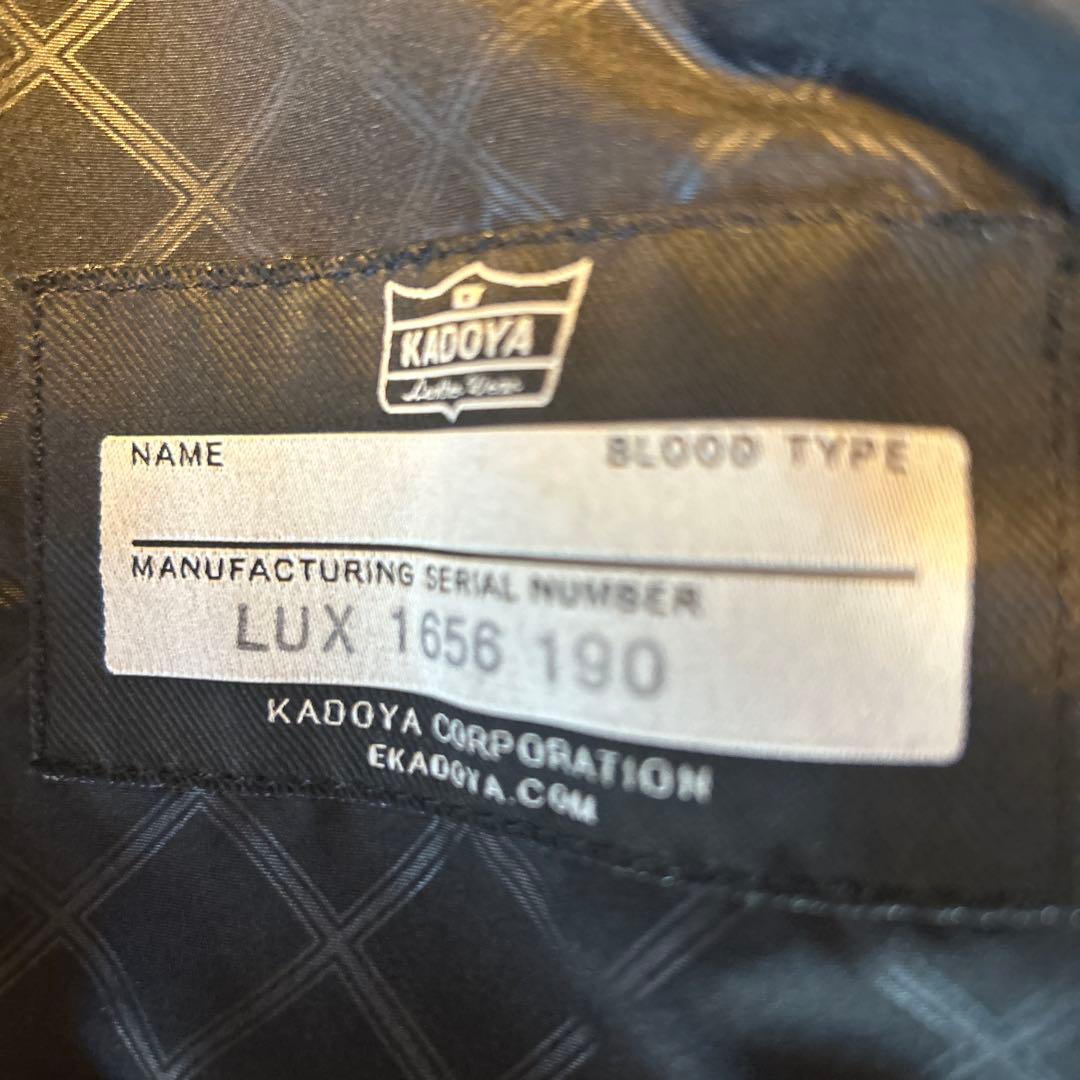 KADOYA
NAME BLOOD TYPE
MANUFACTURING SERIAL NUMBER
LUX 1656 190
KADOYA CORPORATION
EKADOYA.COM